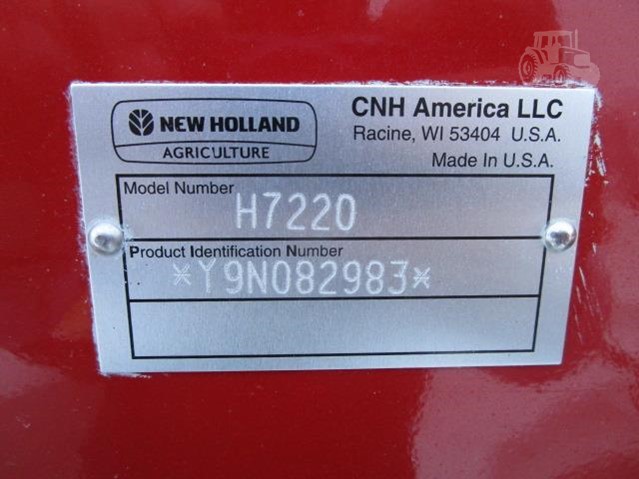 NEW HOLLAND
AGRICULTURE
CNH America LLC
Racine, WI 53404 U.S.A.
Made In U.S.A.
Model Number
H7220
Product Identification Number
*Y9N082983*